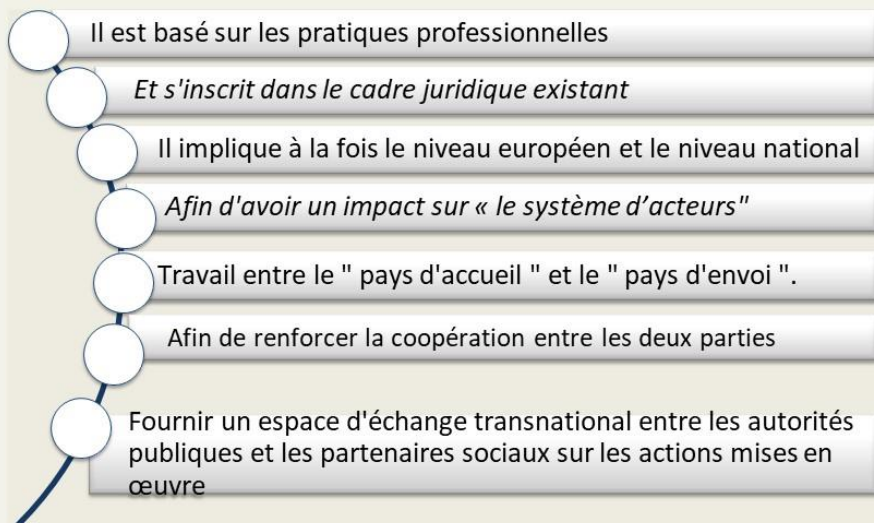 Il est basé sur les pratiques professionnelles
Et s'inscrit dans le cadre juridique existant
Il implique à la fois le niveau européen et le niveau national
Afin d'avoir un impact sur « le système d’acteurs"
Travail entre le " pays d'accueil " et le " pays d'envoi ".
Afin de renforcer la coopération entre les deux parties
Fournir un espace d'échange transnational entre les autorités
publiques et les partenaires sociaux sur les actions mises en
œuvre